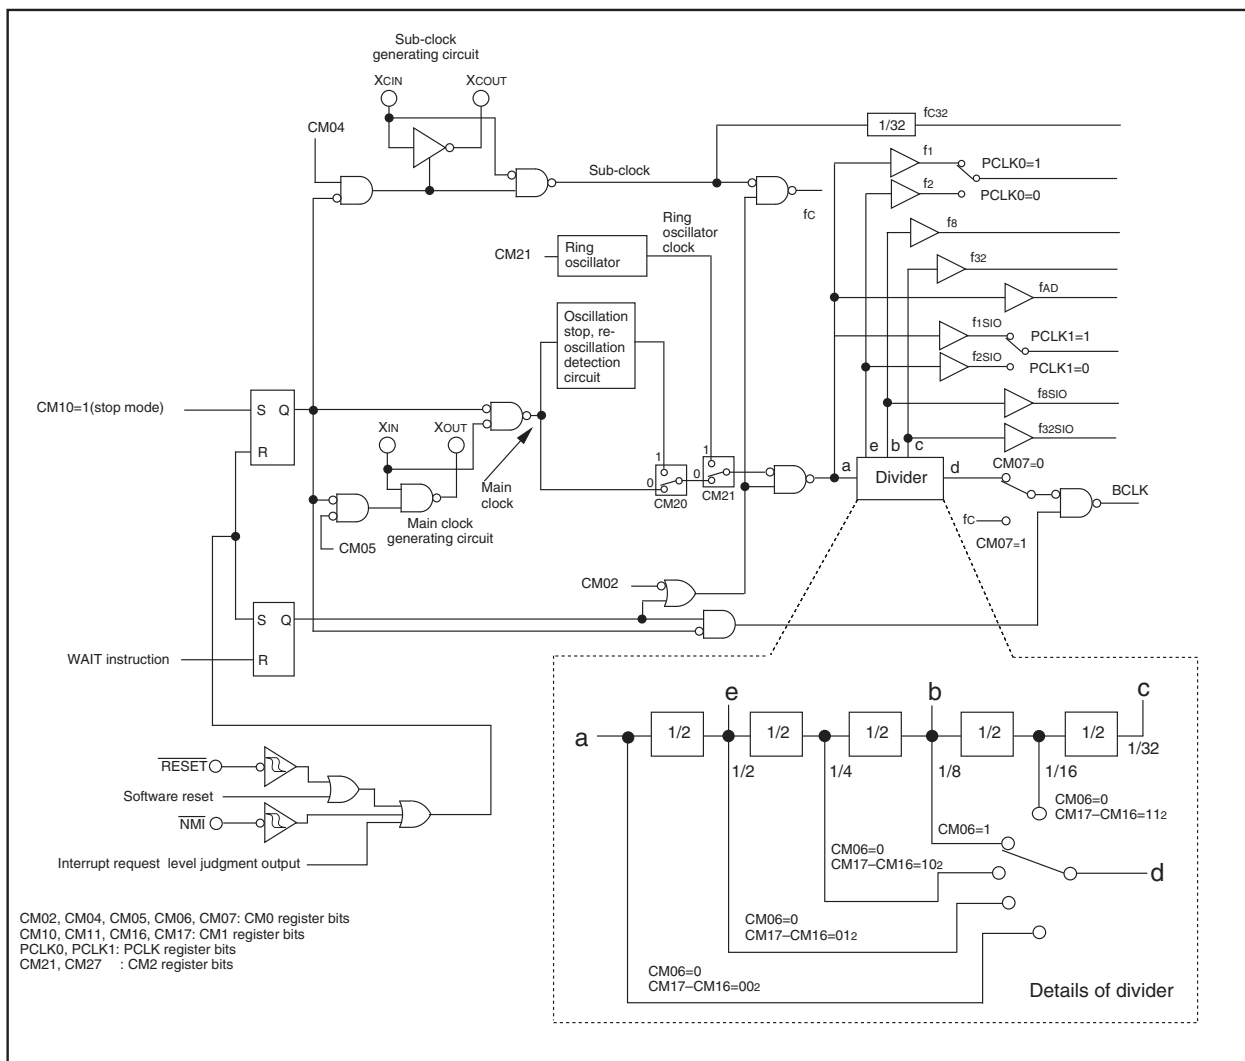 Sub-clock
generating circuit
XCIN
XCOUT
CM04
Sub-clock
1/32
fC32
f1
PCLK0=1
f2
PCLK0=0
fC
f8
f32
fAD
f1SIO
PCLK1=1
f2SIO
PCLK1=0
f8SIO
f32SIO
CM21
Ring
oscillator
Ring
oscillator
clock
Oscillation
stop, re-
oscillation
detection
circuit
CM10=1(stop mode)
S Q
R
XIN
XOUT
Main
clock
Main clock
generating circuit
CM05
1
0
CM20
1
0
CM21
a
e
b
c
Divider
d
CM07=0
fC
CM07=1
BCLK
CM02
S Q
R
WAIT instruction
RESET
Software reset
NMI
Interrupt request level judgment output
a
e
b
c
1/2
1/2
1/2
1/2
1/2
1/2
1/4
1/8
1/16
1/32
CM06=0
CM17–CM16=112
CM06=1
CM06=0
CM17–CM16=102
d
CM06=0
CM17–CM16=012
CM06=0
CM17–CM16=002
Details of divider
CM02, CM04, CM05, CM06, CM07: CM0 register bits
CM10, CM11, CM16, CM17: CM1 register bits
PCLK0, PCLK1: PCLK register bits
CM21, CM27 : CM2 register bits